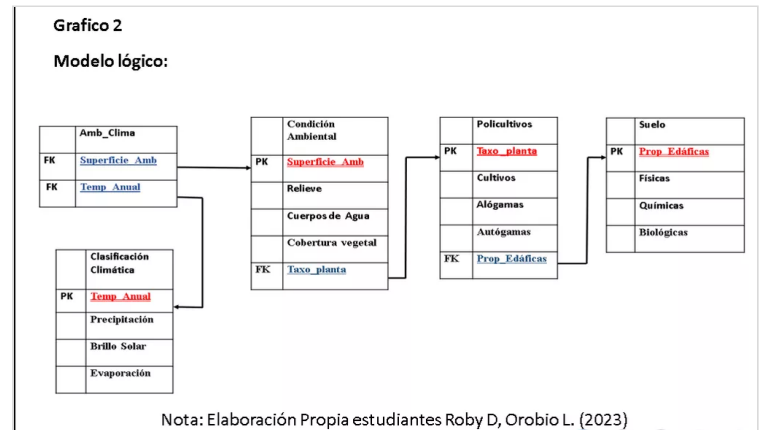 Grafico 2
Modelo lógico:
Amb_Clima
FK Superficie_Amb
FK Temp_Anual
Condición
Ambiental
PK Superficie_Amb
Relieve
Cuerpos de Agua
Cobertura vegetal
FK Taxo_planta
Policultivos
PK Taxo_planta
Cultivos
Alógamas
Autógamas
FK Prop_Edáficas
Suelo
PK Prop_Edáficas
Físicas
Químicas
Biológicas
Clasificación
Climática
PK Temp_Anual
Precipitación
Brillo Solar
Evaporación
Nota: Elaboración Propia estudiantes Roby D, Orobio L. (2023)